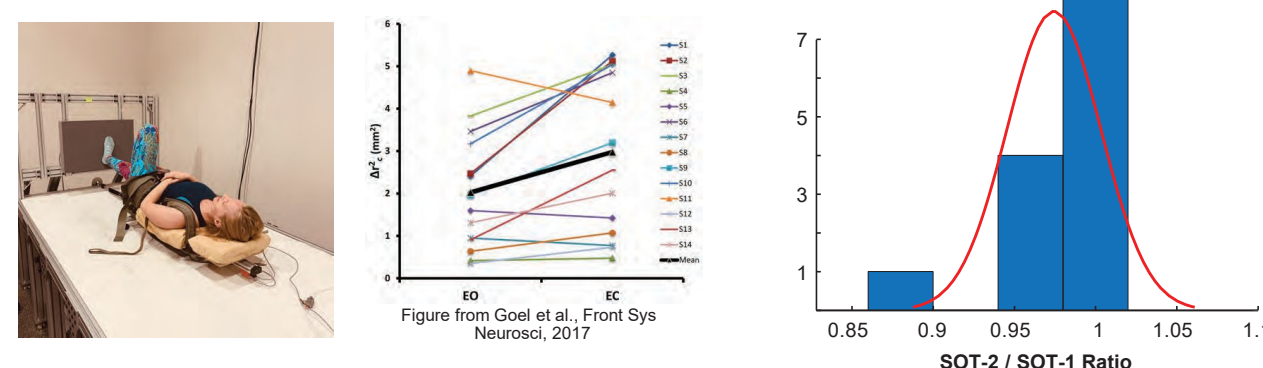 6
5
4
3
2
1
0
Δr²c (mm²)
EO
EC
S1
S2
S3
S4
S5
S6
S7
S8
S9
S10
S11
S12
S13
S14
Mean
Figure from Goel et al., Front Sys
Neurosci, 2017
7
5
3
1
0.85 0.9 0.95 1 1.05
SOT-2 / SOT-1 Ratio